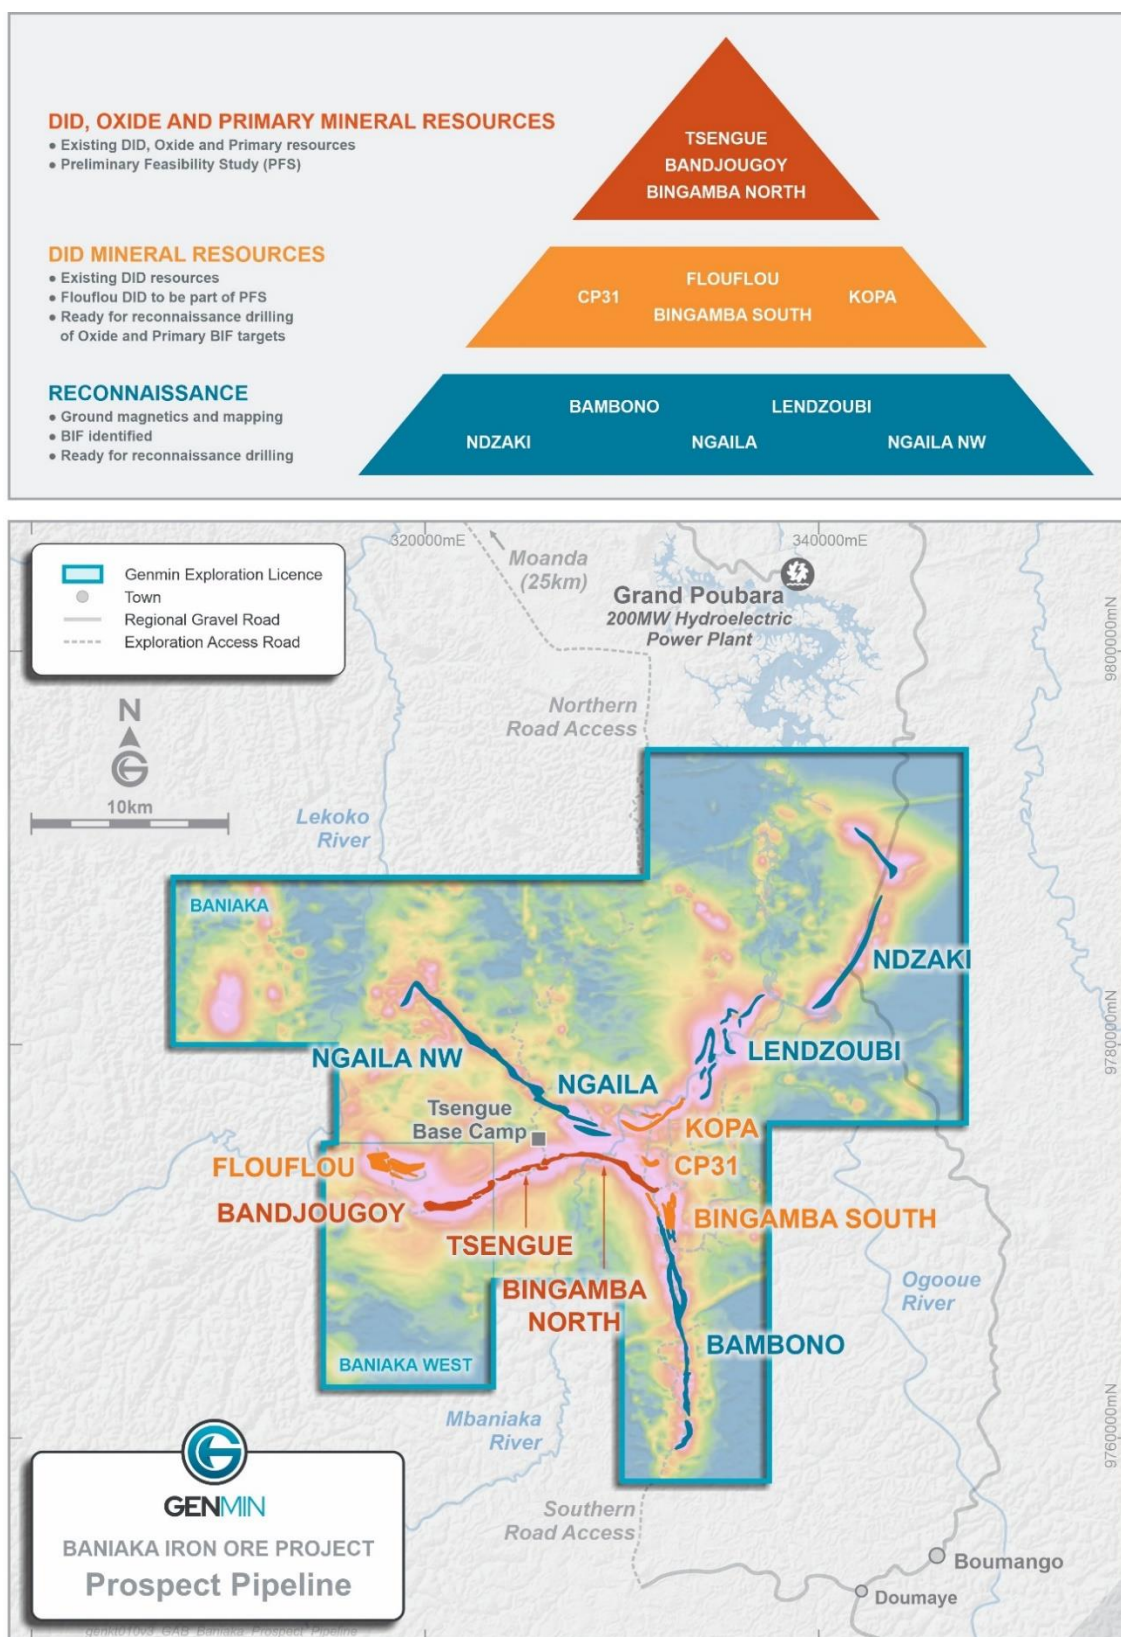 DID, OXIDE AND PRIMARY MINERAL RESOURCES
● Existing DID, Oxide and Primary resources
● Preliminary Feasibility Study (PFS)
TSENGUE
BANDJOUGOY
BINGAMBA NORTH
DID MINERAL RESOURCES
● Existing DID resources
● Flouflou DID to be part of PFS
● Ready for reconnaissance drilling
of Oxide and Primary BIF targets
CP31
FLOUFLOU
BINGAMBA SOUTH
KOPA
RECONNAISSANCE
● Ground magnetics and mapping
● BIF identified
● Ready for reconnaissance drilling
BAMBONO
LENDZOUBI
NDZAKI
NGAILA
NGAILA NW
Genmin Exploration Licence
Town
Regional Gravel Road
Exploration Access Road
320000mE
340000mE
Moanda
(25km)
Grand Poubara
200MW Hydroelectric
Power Plant
9800000mN
N
10km
Northern
Road Access
Lekoko
River
BANIAKA
NDZAKI
9780000mN
LENDZOUBI
NGAILA NW
NGAILA
Tsengue
Base Camp
KOPA
CP31
FLOUFLOU
BANDJOUGOY
BINGAMBA SOUTH
TSENGUE
BINGAMBA
NORTH
Ogooue
River
BAMBONO
BANIAKA WEST
Mbaniaka
River
9760000mN
Southern
Road Access
Boumango
Doumaye
GENMIN
BANIAKA IRON ORE PROJECT
Prospect Pipeline
genkt010v3_GAB_Baniaka_Prospect_Pipeline